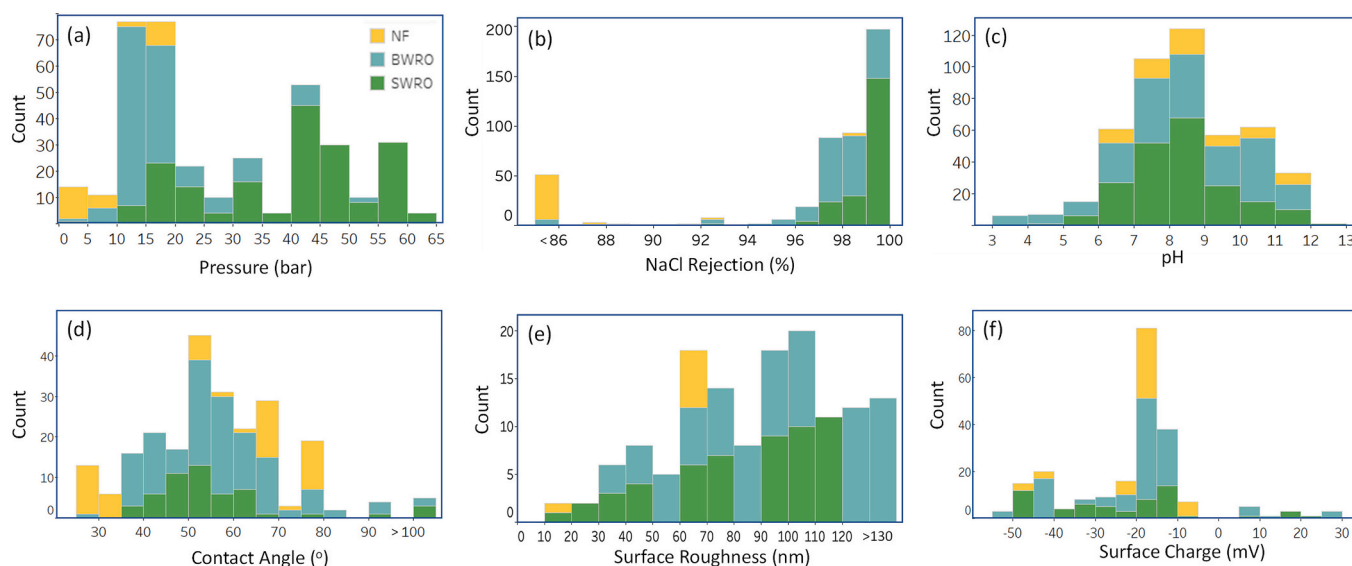 (a)
NF
BWRO
SWRO
Count
70
60
50
40
30
20
10
0 5 10 15 20 25 30 35 40 45 50 55 60 65
Pressure (bar)
(b)
Count
200
150
100
50
0
<86 88 90 92 94 96 98 100
NaCl Rejection (%)
(c)
Count
120
100
80
60
40
20
3 4 5 6 7 8 9 10 11 12 13
pH
(d)
Count
40
30
20
10
0
30 40 50 60 70 80 90 >100
Contact Angle (o)
(e)
Count
20
15
10
5
0
0 10 20 30 40 50 60 70 80 90 100 110 120 >130
Surface Roughness (nm)
(f)
Count
80
60
40
20
0
-50 -40 -30 -20 -10 0 10 20 30
Surface Charge (mV)